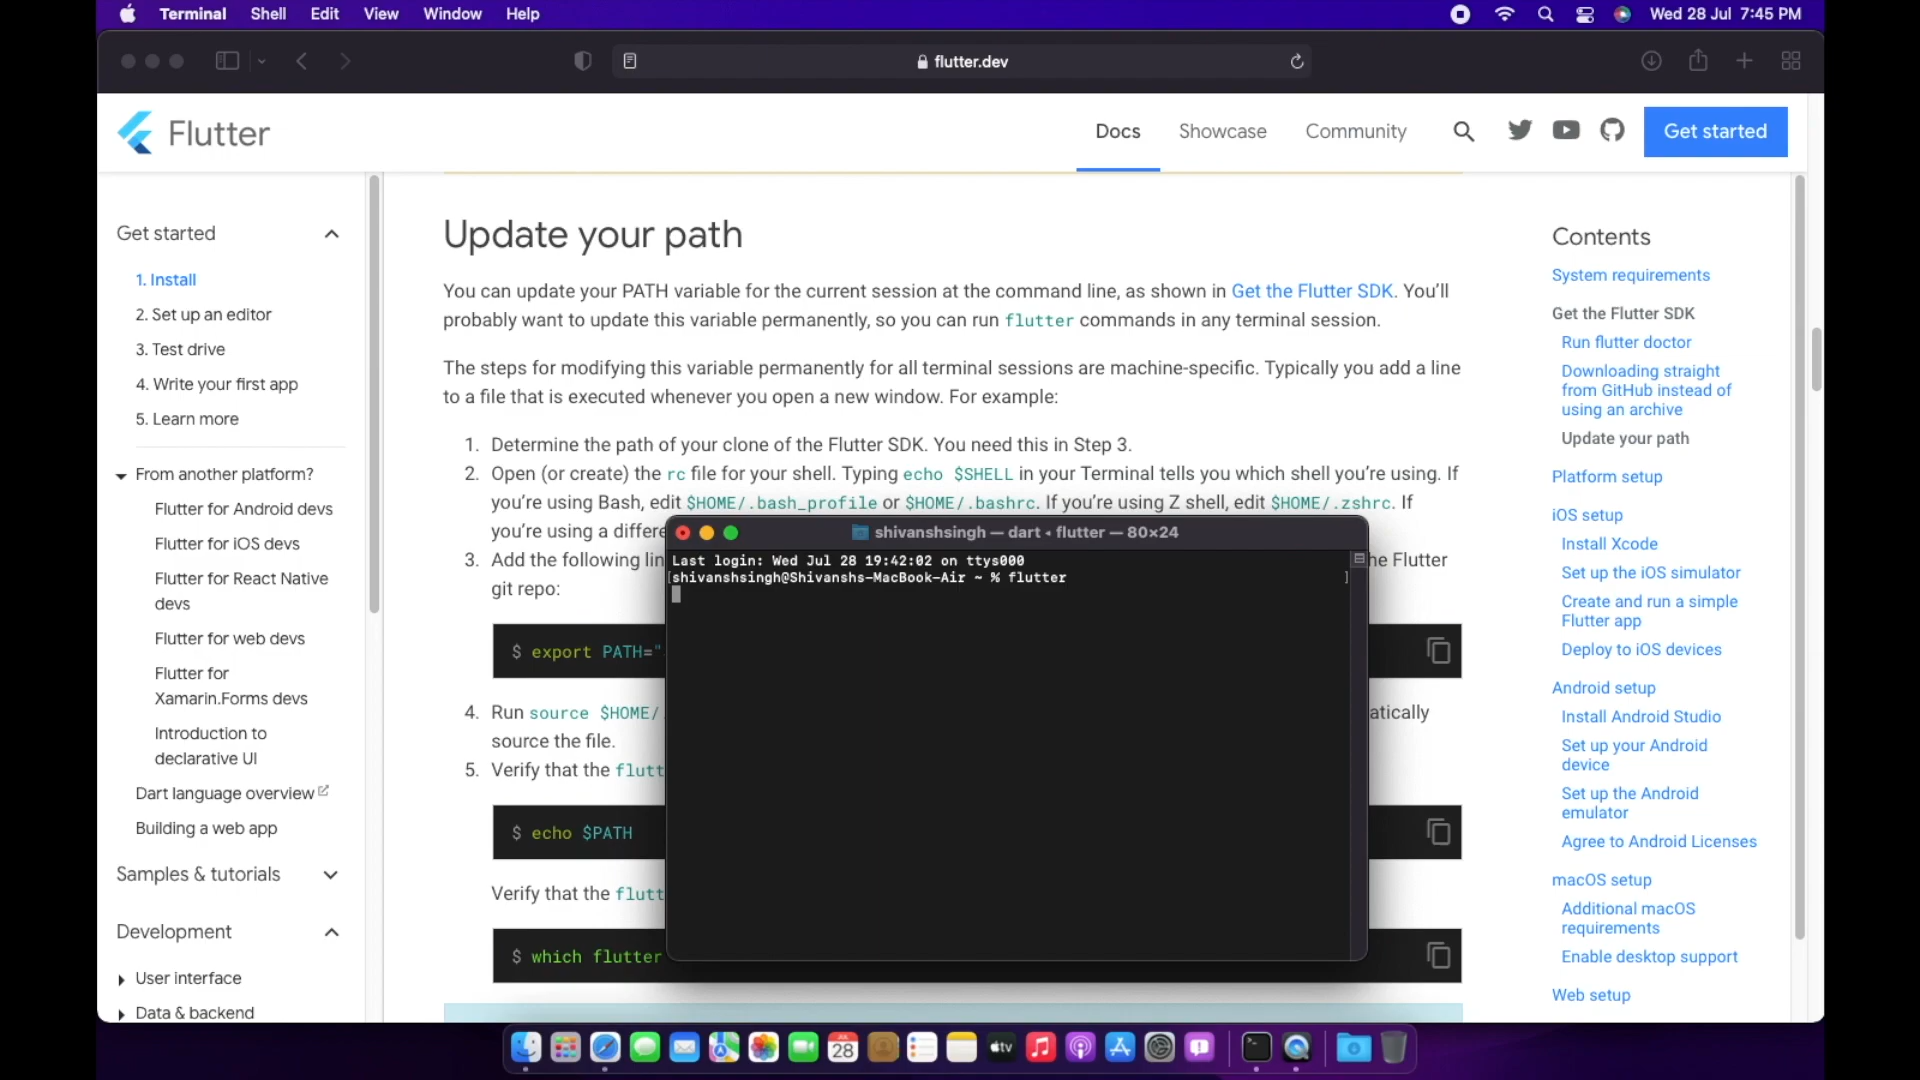 Terminal Shell Edit View Window Help Wed 28 Jul 7:45 PM
flutter.dev
Flutter
Docs Showcase Community Get started
Get started
1. Install
2. Set up an editor
3. Test drive
4. Write your first app
5. Learn more
From another platform?
Flutter for Android devs
Flutter for iOS devs
Flutter for React Native
devs
Flutter for web devs
Flutter for
Xamarin.Forms devs
Introduction to
declarative UI
Dart language overview
Building a web app
Samples & tutorials
Development
User interface
Data & backend
Update your path
You can update your PATH variable for the current session at the command line, as shown in Get the Flutter SDK. You’ll
probably want to update this variable permanently, so you can run flutter commands in any terminal session.
The steps for modifying this variable permanently for all terminal sessions are machine-specific. Typically you add a line
to a file that is executed whenever you open a new window. For example:
1. Determine the path of your clone of the Flutter SDK. You need this in Step 3.
2. Open (or create) the rc file for your shell. Typing echo $SHELL in your Terminal tells you which shell you’re using. If
you’re using Bash, edit $HOME/.bash_profile or $HOME/.bashrc. If you’re using Z shell, edit $HOME/.zshrc. If
you’re using a differe
3. Add the following lin he Flutter
git repo:
$ export PATH="
4. Run source $HOME/. atically
source the file.
5. Verify that the flutt
$ echo $PATH
Verify that the flutt
$ which flutter
shivanshsingh — dart ◂ flutter — 80×24
Last login: Wed Jul 28 19:42:02 on ttys000
[shivanshsingh@Shivanshs-MacBook-Air ~ % flutter ]
Contents
System requirements
Get the Flutter SDK
Run flutter doctor
Downloading straight
from GitHub instead of
using an archive
Update your path
Platform setup
iOS setup
Install Xcode
Set up the iOS simulator
Create and run a simple
Flutter app
Deploy to iOS devices
Android setup
Install Android Studio
Set up your Android
device
Set up the Android
emulator
Agree to Android Licenses
macOS setup
Additional macOS
requirements
Enable desktop support
Web setup
JUL
28
tv